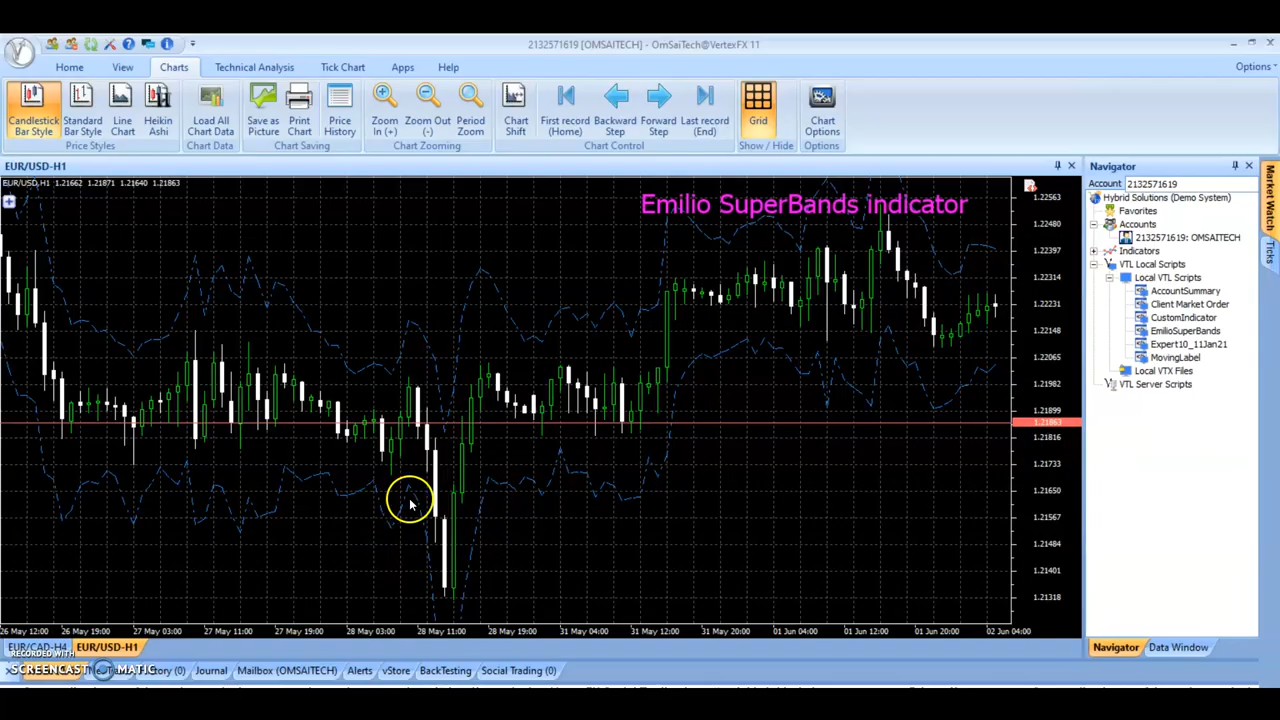 2132571619 [OMSAITECH] - OmSaiTech@VertexFX 11
Home View Charts Technical Analysis Tick Chart Apps Help Options
Candlestick Bar Style
Standard Bar Style
Line Chart
Heikin Ashi
Load All Chart Data
Save as Picture
Print Chart
Price History
Zoom In (+)
Zoom Out (-)
Period Zoom
Chart Shift
First record (Home)
Backward Step
Forward Step
Last record (End)
Grid
Chart Options
Price Styles Chart Data Chart Saving Chart Zooming Chart Control Show / Hide Options
EUR/USD-H1
EUR/USD,H1 1.21662 1.21871 1.21640 1.21863
Emilio SuperBands indicator
1.22563
1.22480
1.22397
1.22314
1.22231
1.22148
1.22065
1.21982
1.21899
1.21863
1.21816
1.21733
1.21650
1.21567
1.21484
1.21401
1.21318
26 May 12:00 26 May 19:00 27 May 03:00 27 May 11:00 27 May 19:00 28 May 03:00 28 May 11:00 28 May 19:00 31 May 04:00 31 May 12:00 31 May 20:00 01 Jun 04:00 01 Jun 12:00 01 Jun 20:00 02 Jun 04:00
Navigator
Account 2132571619
Hybrid Solutions (Demo System)
Favorites
Accounts
2132571619: OMSAITECH
Indicators
VTL Local Scripts
Local VTL Scripts
AccountSummary
Client Market Order
CustomIndicator
EmilioSuperBands
Expert10_11Jan21
MovingLabel
Local VTX Files
VTL Server Scripts
Market Watch
Ticks
EUR/CAD-H4 EUR/USD-H1
Navigator Data Window
RECORDED WITH
SCREENCAST MATIC
Journal Mailbox (OMSAITECH) Alerts vStore BackTesting Social Trading (0)